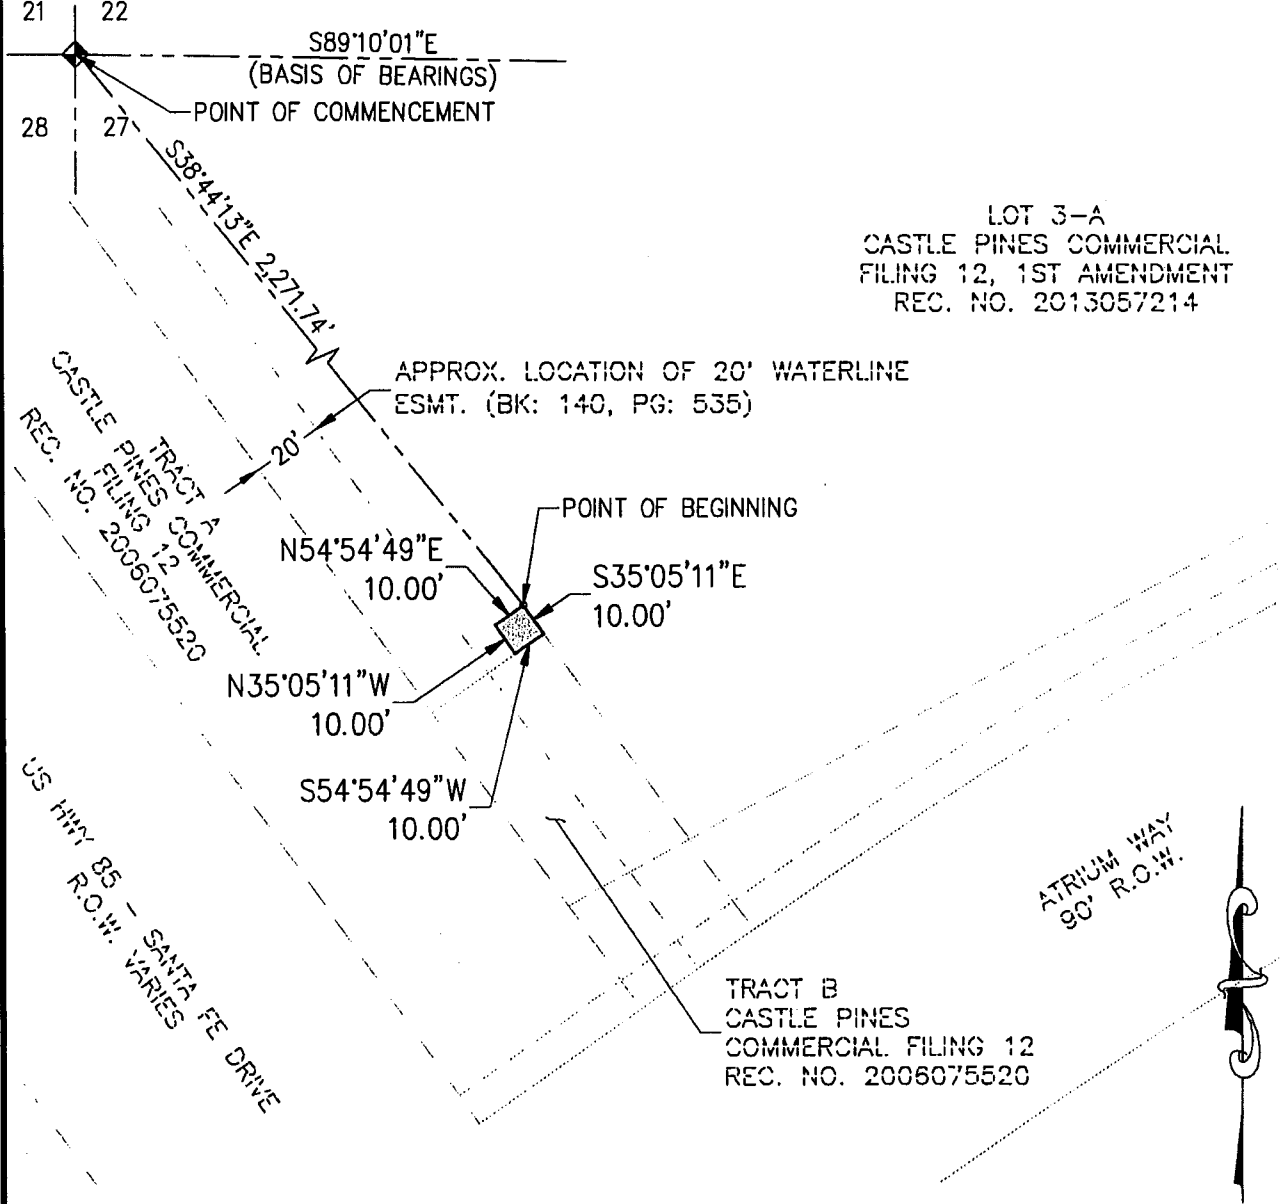 21 22
S89°10'01"E
(BASIS OF BEARINGS)
POINT OF COMMENCEMENT
28 27
S38°44'13"E 2,271.74'
LOT 3-A
CASTLE PINES COMMERCIAL
FILING 12, 1ST AMENDMENT
REC. NO. 2013057214
APPROX. LOCATION OF 20' WATERLINE
ESMT. (BK: 140, PG: 535)
20'
TRACT A
CASTLE PINES COMMERCIAL
FILING 12
REC. NO. 2006075520
POINT OF BEGINNING
N54°54'49"E
10.00'
S35°05'11"E
10.00'
N35°05'11"W
10.00'
S54°54'49"W
10.00'
US HWY 85 - SANTA FE DRIVE
R.O.W. VARIES
ATRIUM WAY
90' R.O.W.
TRACT B
CASTLE PINES
COMMERCIAL FILING 12
REC. NO. 2006075520